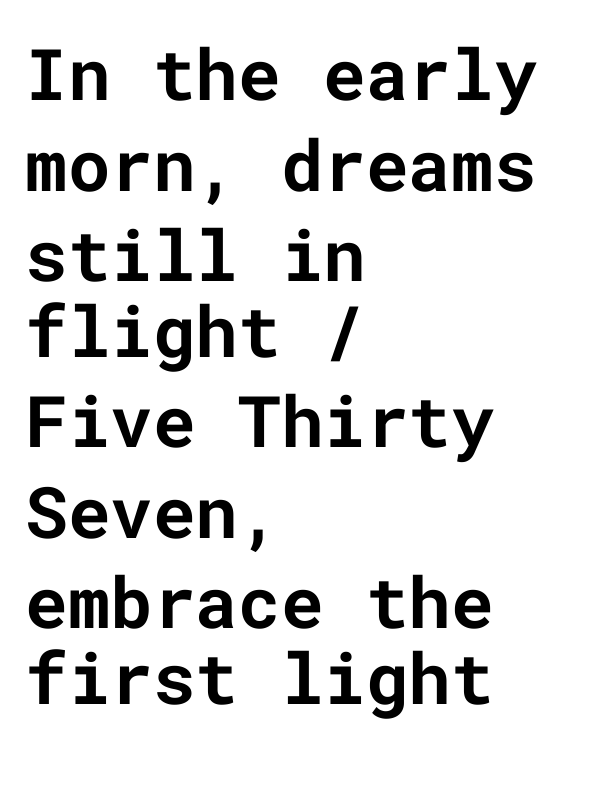 In the early
morn, dreams
still in
flight /
Five Thirty
Seven,
embrace the
first light